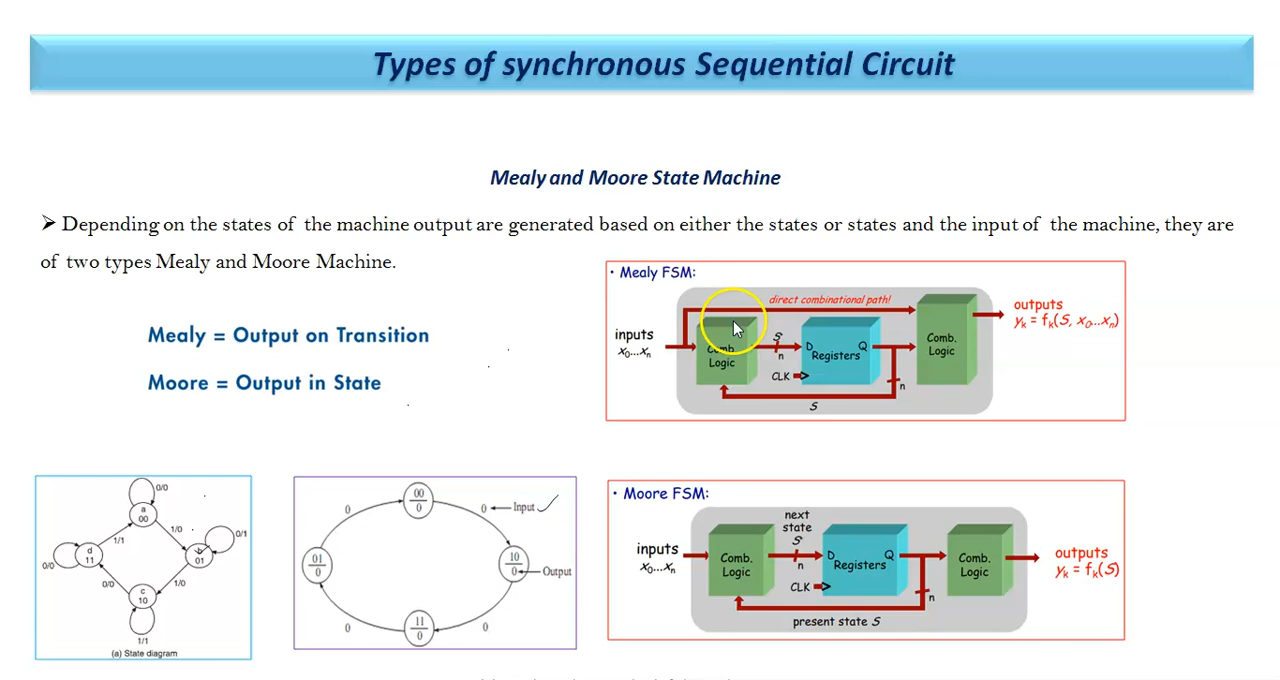 Types of synchronous Sequential Circuit
Mealy and Moore State Machine
➤ Depending on the states of the machine output are generated based on either the states or states and the input of the machine, they are
of two types Mealy and Moore Machine.
Mealy = Output on Transition
Moore = Output in State
• Mealy FSM:
direct combinational path!
inputs
x₀...xₙ
Comb.
Logic
S
n
D
Q
Registers
CLK
n
S
Comb.
Logic
outputs
yₖ = fₖ(S, x₀...xₙ)
0/0
a
00
1/0
1/1
b
01
0/1
d
11
0/0
0/0
1/0
c
10
1/1
(a) State diagram
00
0
0
0
Input
01
0
10
0
Output
11
0
0
0
• Moore FSM:
next
state
S
n
inputs
x₀...xₙ
Comb.
Logic
D
Q
Registers
CLK
n
present state S
Comb.
Logic
outputs
yₖ = fₖ(S)